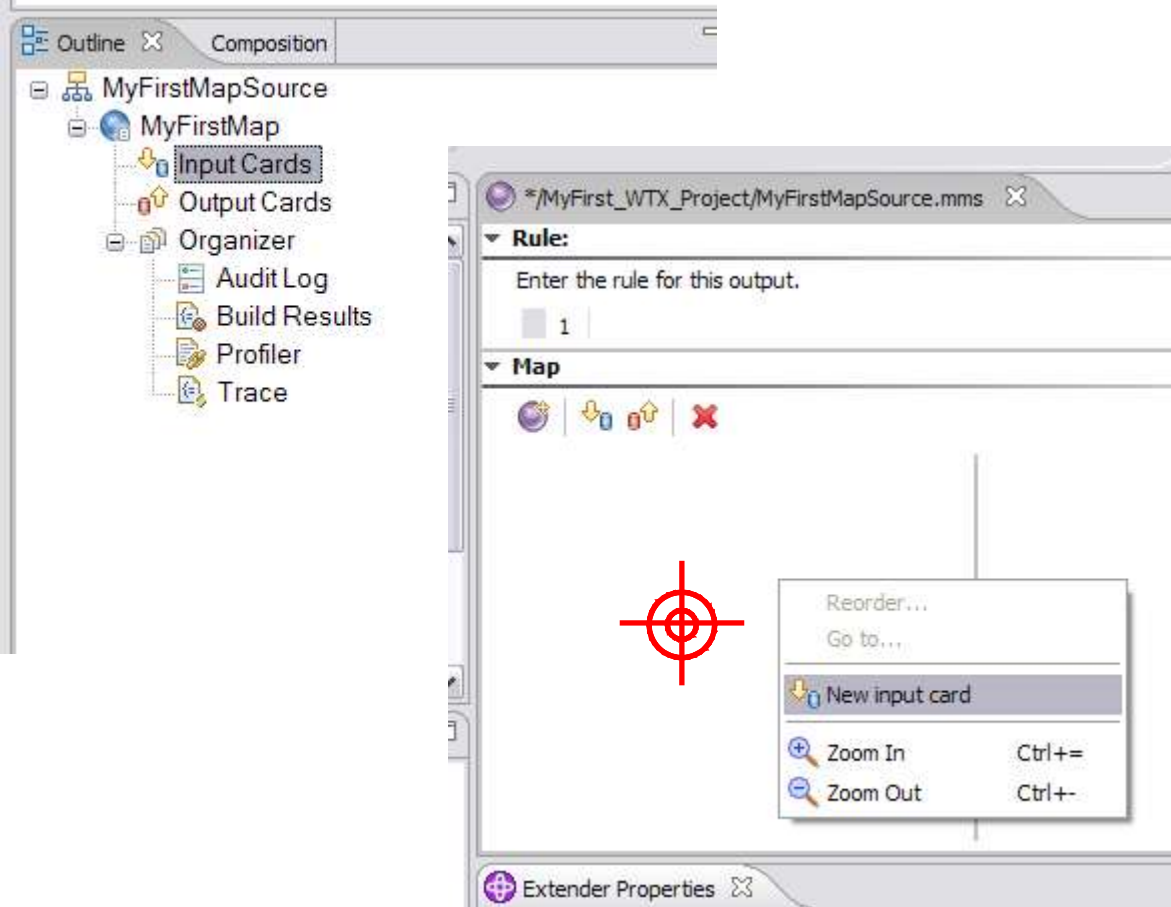 Outline
Composition
MyFirstMapSource
MyFirstMap
Input Cards
Output Cards
Organizer
Audit Log
Build Results
Profiler
Trace
*/MyFirst_WTX_Project/MyFirstMapSource.mms
Rule:
Enter the rule for this output.
1
Map
Reorder...
Go to...
New input card
Zoom In Ctrl+=
Zoom Out Ctrl+-
Extender Properties